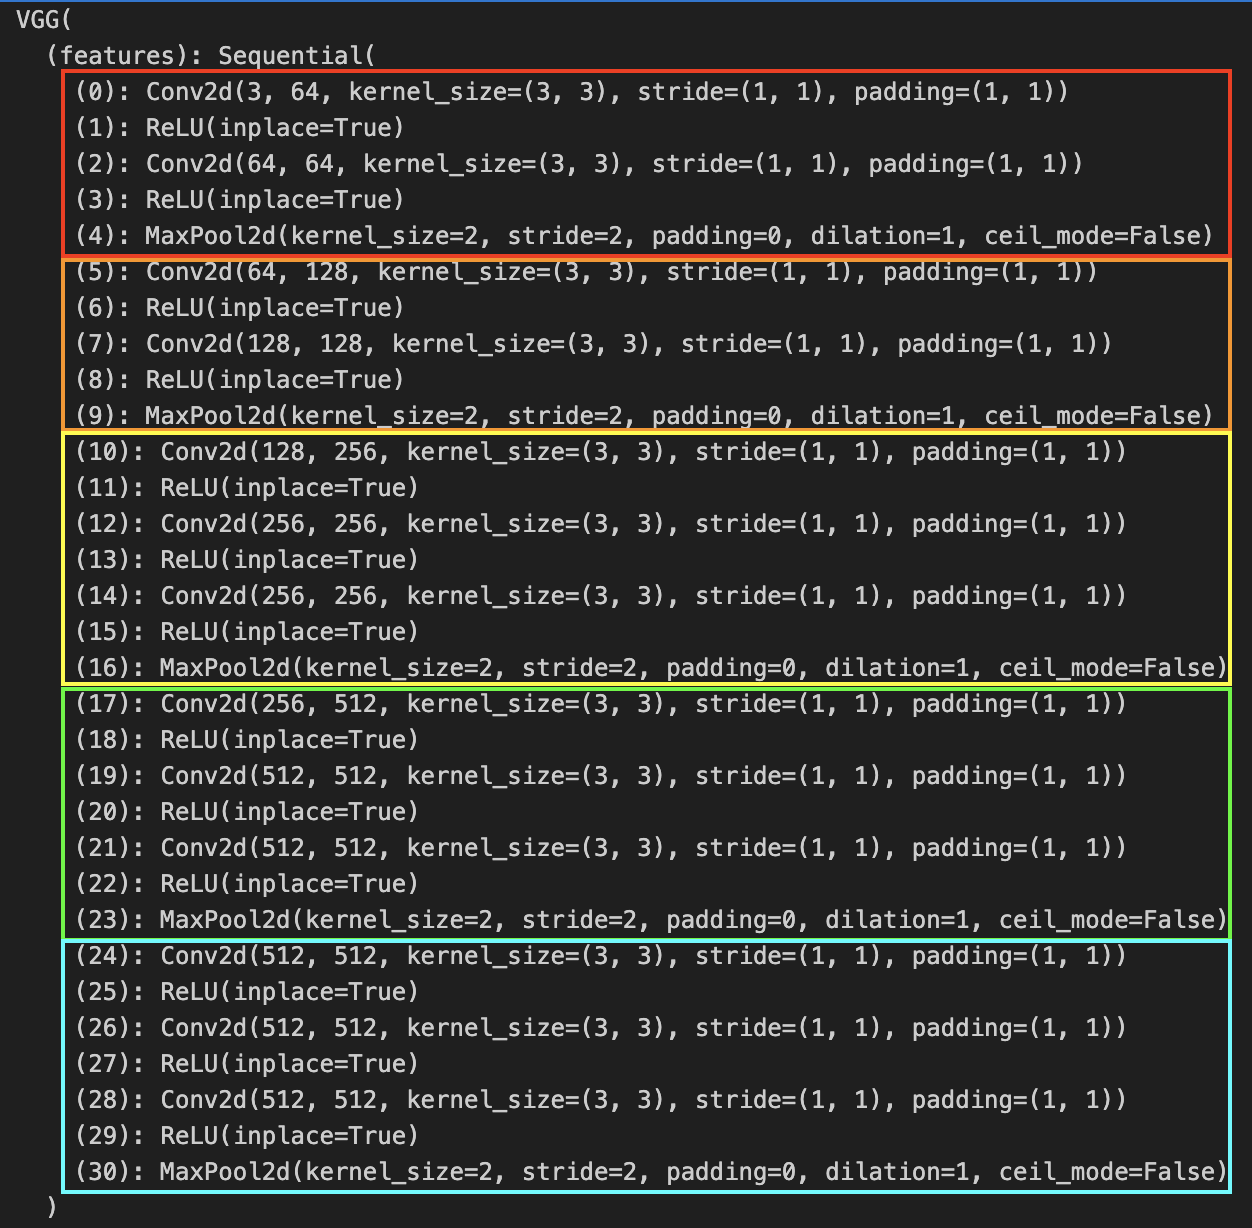 VGG(
(features): Sequential(
(0): Conv2d(3, 64, kernel_size=(3, 3), stride=(1, 1), padding=(1, 1))
(1): ReLU(inplace=True)
(2): Conv2d(64, 64, kernel_size=(3, 3), stride=(1, 1), padding=(1, 1))
(3): ReLU(inplace=True)
(4): MaxPool2d(kernel_size=2, stride=2, padding=0, dilation=1, ceil_mode=False)
(5): Conv2d(64, 128, kernel_size=(3, 3), stride=(1, 1), padding=(1, 1))
(6): ReLU(inplace=True)
(7): Conv2d(128, 128, kernel_size=(3, 3), stride=(1, 1), padding=(1, 1))
(8): ReLU(inplace=True)
(9): MaxPool2d(kernel_size=2, stride=2, padding=0, dilation=1, ceil_mode=False)
(10): Conv2d(128, 256, kernel_size=(3, 3), stride=(1, 1), padding=(1, 1))
(11): ReLU(inplace=True)
(12): Conv2d(256, 256, kernel_size=(3, 3), stride=(1, 1), padding=(1, 1))
(13): ReLU(inplace=True)
(14): Conv2d(256, 256, kernel_size=(3, 3), stride=(1, 1), padding=(1, 1))
(15): ReLU(inplace=True)
(16): MaxPool2d(kernel_size=2, stride=2, padding=0, dilation=1, ceil_mode=False)
(17): Conv2d(256, 512, kernel_size=(3, 3), stride=(1, 1), padding=(1, 1))
(18): ReLU(inplace=True)
(19): Conv2d(512, 512, kernel_size=(3, 3), stride=(1, 1), padding=(1, 1))
(20): ReLU(inplace=True)
(21): Conv2d(512, 512, kernel_size=(3, 3), stride=(1, 1), padding=(1, 1))
(22): ReLU(inplace=True)
(23): MaxPool2d(kernel_size=2, stride=2, padding=0, dilation=1, ceil_mode=False)
(24): Conv2d(512, 512, kernel_size=(3, 3), stride=(1, 1), padding=(1, 1))
(25): ReLU(inplace=True)
(26): Conv2d(512, 512, kernel_size=(3, 3), stride=(1, 1), padding=(1, 1))
(27): ReLU(inplace=True)
(28): Conv2d(512, 512, kernel_size=(3, 3), stride=(1, 1), padding=(1, 1))
(29): ReLU(inplace=True)
(30): MaxPool2d(kernel_size=2, stride=2, padding=0, dilation=1, ceil_mode=False)
)